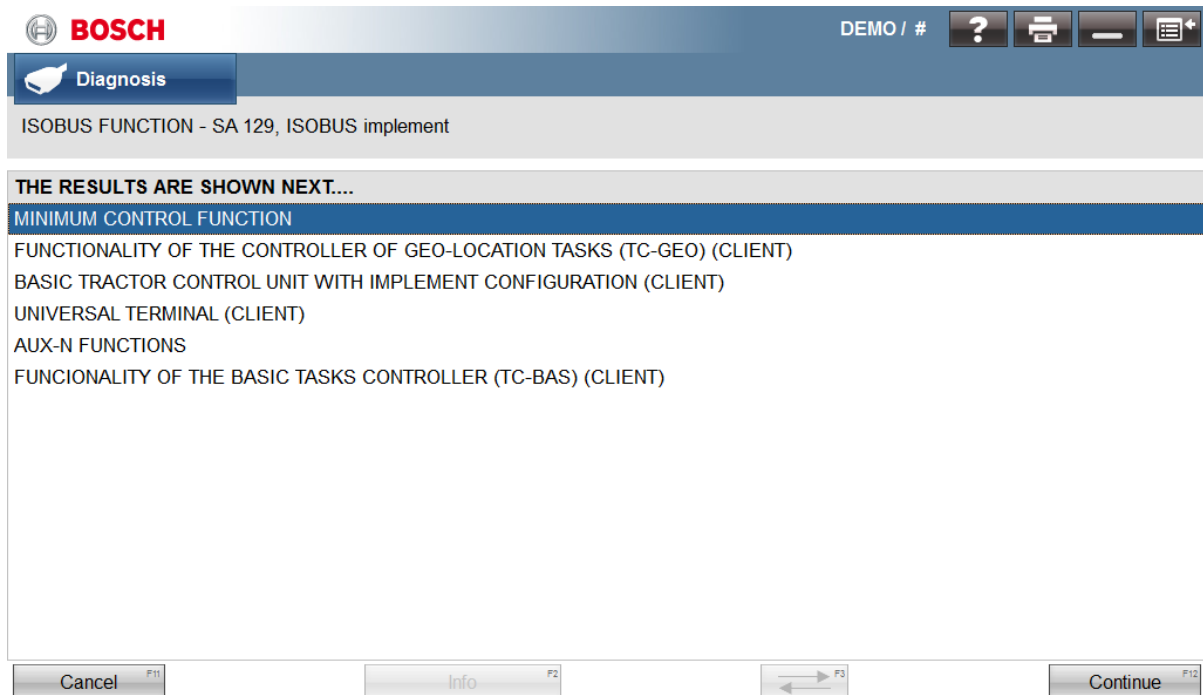 BOSCH
DEMO / #
?
Diagnosis
ISOBUS FUNCTION - SA 129, ISOBUS implement
THE RESULTS ARE SHOWN NEXT....
MINIMUM CONTROL FUNCTION
FUNCTIONALITY OF THE CONTROLLER OF GEO-LOCATION TASKS (TC-GEO) (CLIENT)
BASIC TRACTOR CONTROL UNIT WITH IMPLEMENT CONFIGURATION (CLIENT)
UNIVERSAL TERMINAL (CLIENT)
AUX-N FUNCTIONS
FUNCIONALITY OF THE BASIC TASKS CONTROLLER (TC-BAS) (CLIENT)
Cancel F11
Info F2
F3
Continue F12